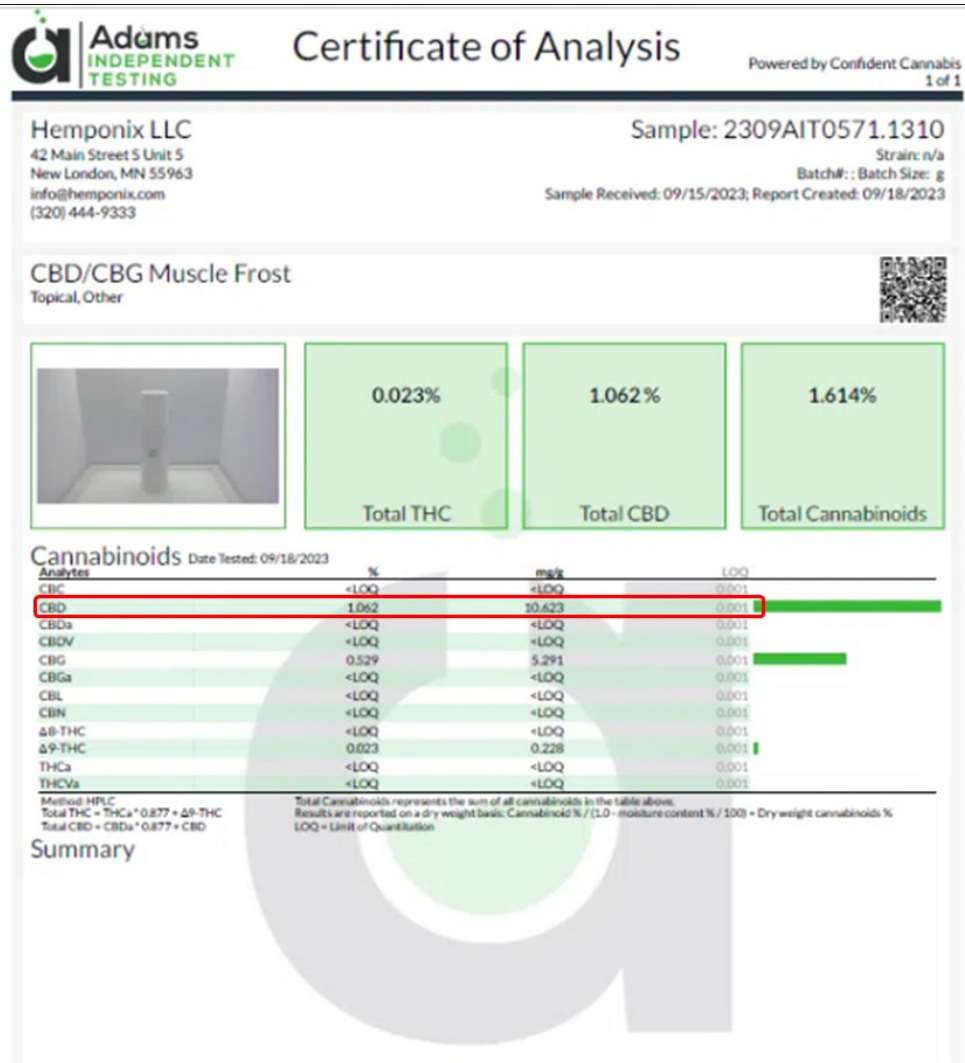 Adams
INDEPENDENT
TESTING
Certificate of Analysis
Powered by Confident Cannabis
1 of 1
Hemponix LLC
42 Main Street S Unit 5
New London, MN 55963
info@hemponix.com
(320) 444-9333
Sample: 2309AIT0571.1310
Strain: n/a
Batch#: ; Batch Size: g
Sample Received: 09/15/2023; Report Created: 09/18/2023
CBD/CBG Muscle Frost
Topical, Other
0.023%
Total THC
1.062%
Total CBD
1.614%
Total Cannabinoids
Cannabinoids Date Tested: 09/18/2023
Analytes % mg/g LOQ
CBC <LOQ <LOQ 0.001
CBD 1.062 10.623 0.001
CBDa <LOQ <LOQ 0.001
CBDV <LOQ <LOQ 0.001
CBG 0.529 5.291 0.001
CBGa <LOQ <LOQ 0.001
CBL <LOQ <LOQ 0.001
CBN <LOQ <LOQ 0.001
Δ8-THC <LOQ <LOQ 0.001
Δ9-THC 0.023 0.228 0.001
THCa <LOQ <LOQ 0.001
THCVa <LOQ <LOQ 0.001
Method: HPLC
Total THC = THCa * 0.877 + Δ9-THC
Total CBD = CBDa * 0.877 + CBD
Total Cannabinoids represents the sum of all cannabinoids in the table above.
Results are reported on a dry weight basis: Cannabinoid % / (1.0 - moisture content % / 100) = Dry weight cannabinoids %
LOQ = Limit of Quantitation
Summary